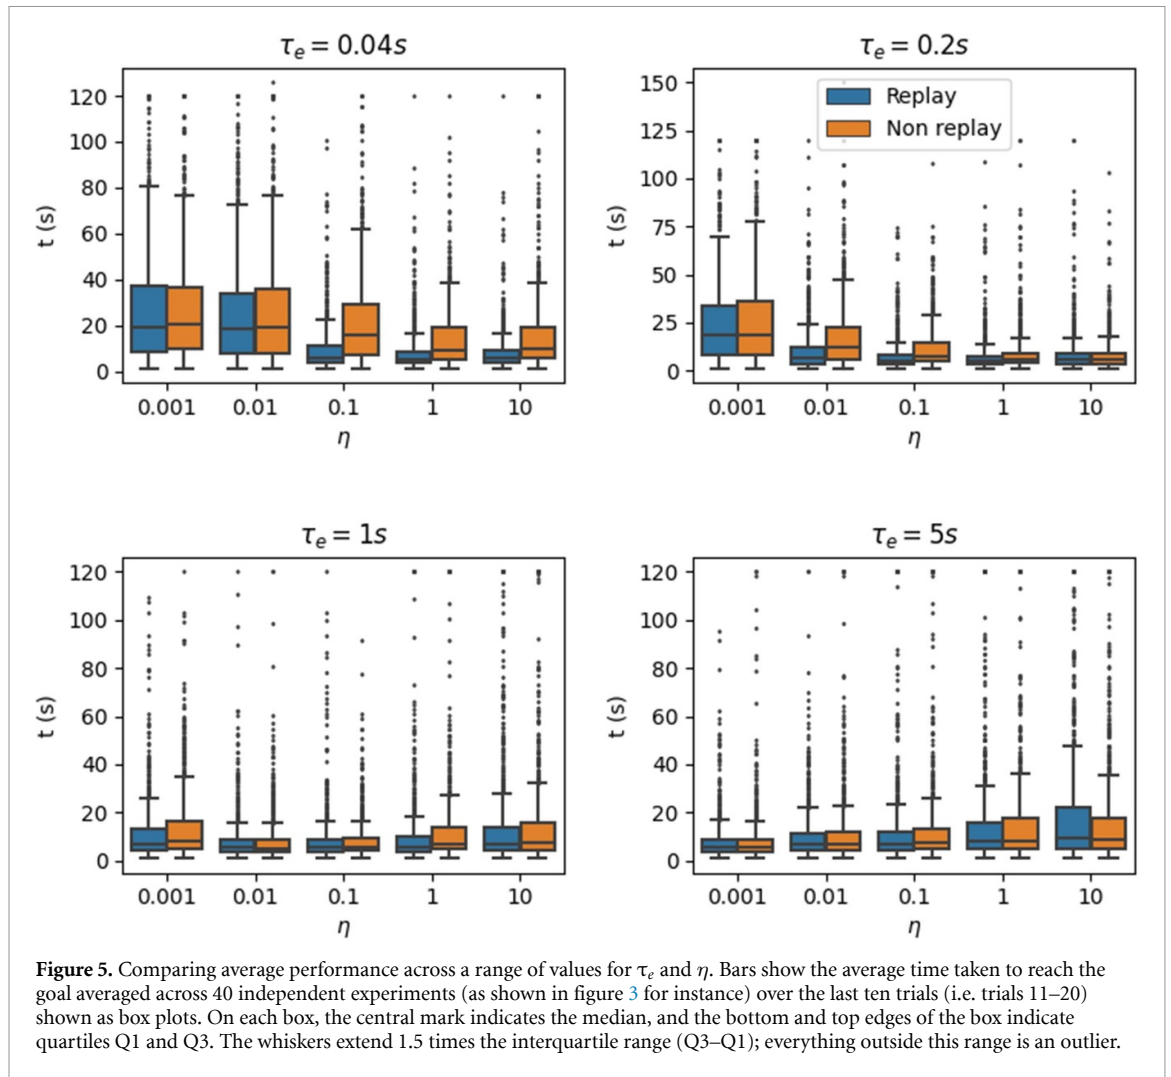 τe = 0.04s
120
100
80
60
40
20
0
t (s)
0.001 0.01 0.1 1 10
η
τe = 0.2s
150
125
100
75
50
25
0
t (s)
Replay
Non replay
0.001 0.01 0.1 1 10
η
τe = 1s
120
100
80
60
40
20
0
t (s)
0.001 0.01 0.1 1 10
η
τe = 5s
120
100
80
60
40
20
0
t (s)
0.001 0.01 0.1 1 10
η
Figure 5. Comparing average performance across a range of values for τe and η. Bars show the average time taken to reach the
goal averaged across 40 independent experiments (as shown in figure 3 for instance) over the last ten trials (i.e. trials 11–20)
shown as box plots. On each box, the central mark indicates the median, and the bottom and top edges of the box indicate
quartiles Q1 and Q3. The whiskers extend 1.5 times the interquartile range (Q3–Q1); everything outside this range is an outlier.